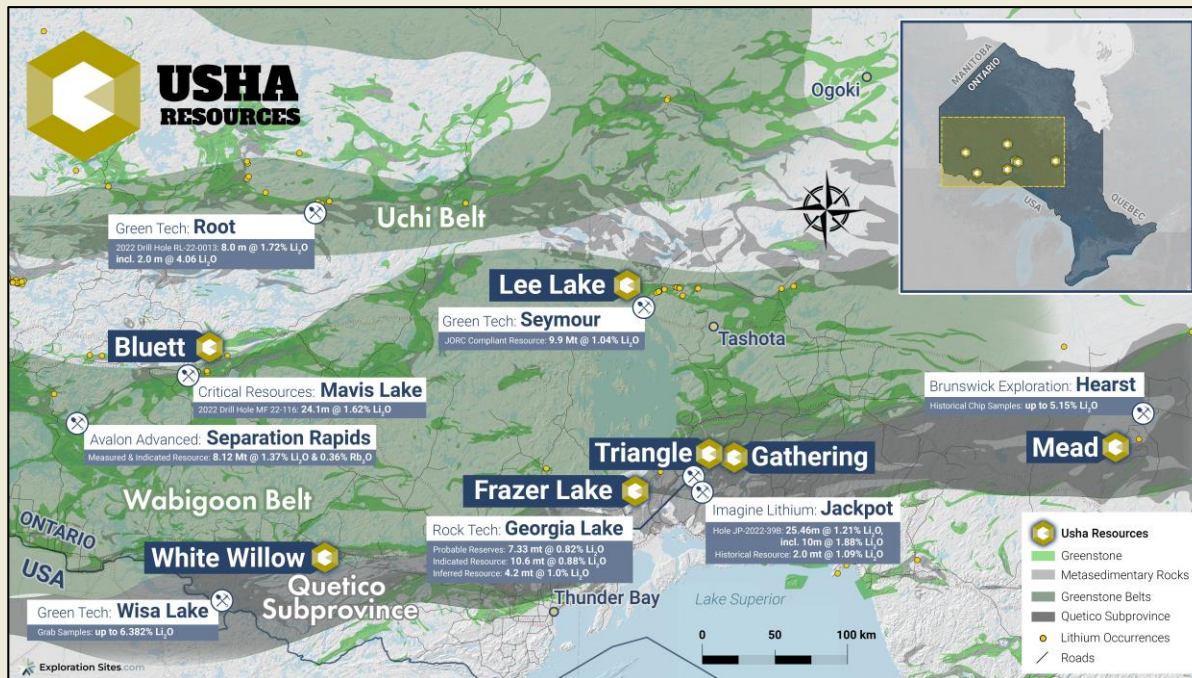 USHA
RESOURCES
Ogoki
MANITOBA
ONTARIO
USA
QUEBEC
Uchi Belt
Green Tech: Root
2022 Drill Hole RL-22-0013: 8.0 m @ 1.72% Li₂O
incl. 2.0 m @ 4.06 Li₂O
Lee Lake
Green Tech: Seymour
JORC Compliant Resource: 9.9 Mt @ 1.04% Li₂O
Tashota
Bluett
Critical Resources: Mavis Lake
2022 Drill Hole MF 22-116: 24.1m @ 1.62% Li₂O
Avalon Advanced: Separation Rapids
Measured & Indicated Resource: 8.12 Mt @ 1.37% Li₂O & 0.36% Rb₂O
Brunswick Exploration: Hearst
Historical Chip Samples: up to 5.15% Li₂O
Mead
Triangle
Gathering
Frazer Lake
Wabigoon Belt
Rock Tech: Georgia Lake
Probable Reserves: 7.33 mt @ 0.82% Li₂O
Indicated Resource: 10.6 mt @ 0.88% Li₂O
Inferred Resource: 4.2 mt @ 1.0% Li₂O
Imagine Lithium: Jackpot
Hole JP-2022-39B: 25.46m @ 1.21% Li₂O,
incl. 10m @ 1.88% Li₂O
Historical Resource: 2.0 mt @ 1.09% Li₂O
ONTARIO
USA
White Willow
Quetico
Subprovince
Green Tech: Wisa Lake
Grab Samples: up to 6.382% Li₂O
Thunder Bay
Lake Superior
0 50 100 km
Usha Resources
Greenstone
Metasedimentary Rocks
Greenstone Belts
Quetico Subprovince
Lithium Occurrences
Roads
Exploration Sites.com